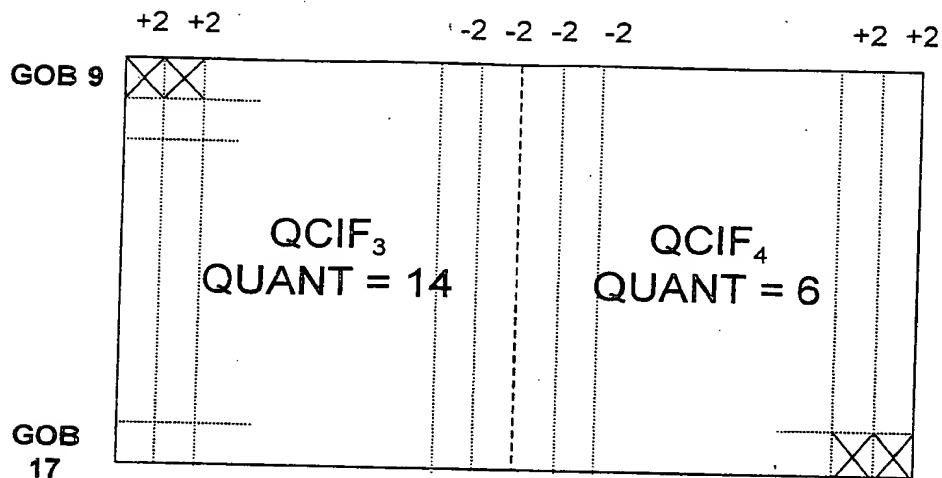 +2 +2 -2 -2 -2 -2 +2 +2
GOB 9
QCIF₃
QUANT = 14
QCIF₄
QUANT = 6
GOB
17